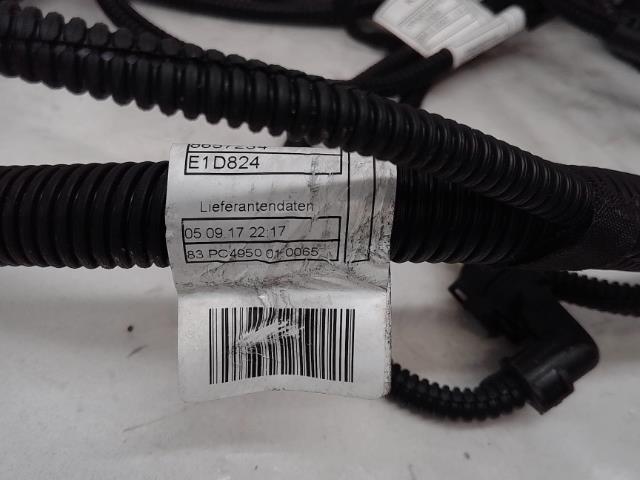 E1D824
Lieferantendaten
05 09.17 22:17
83 PC4950 01 0065